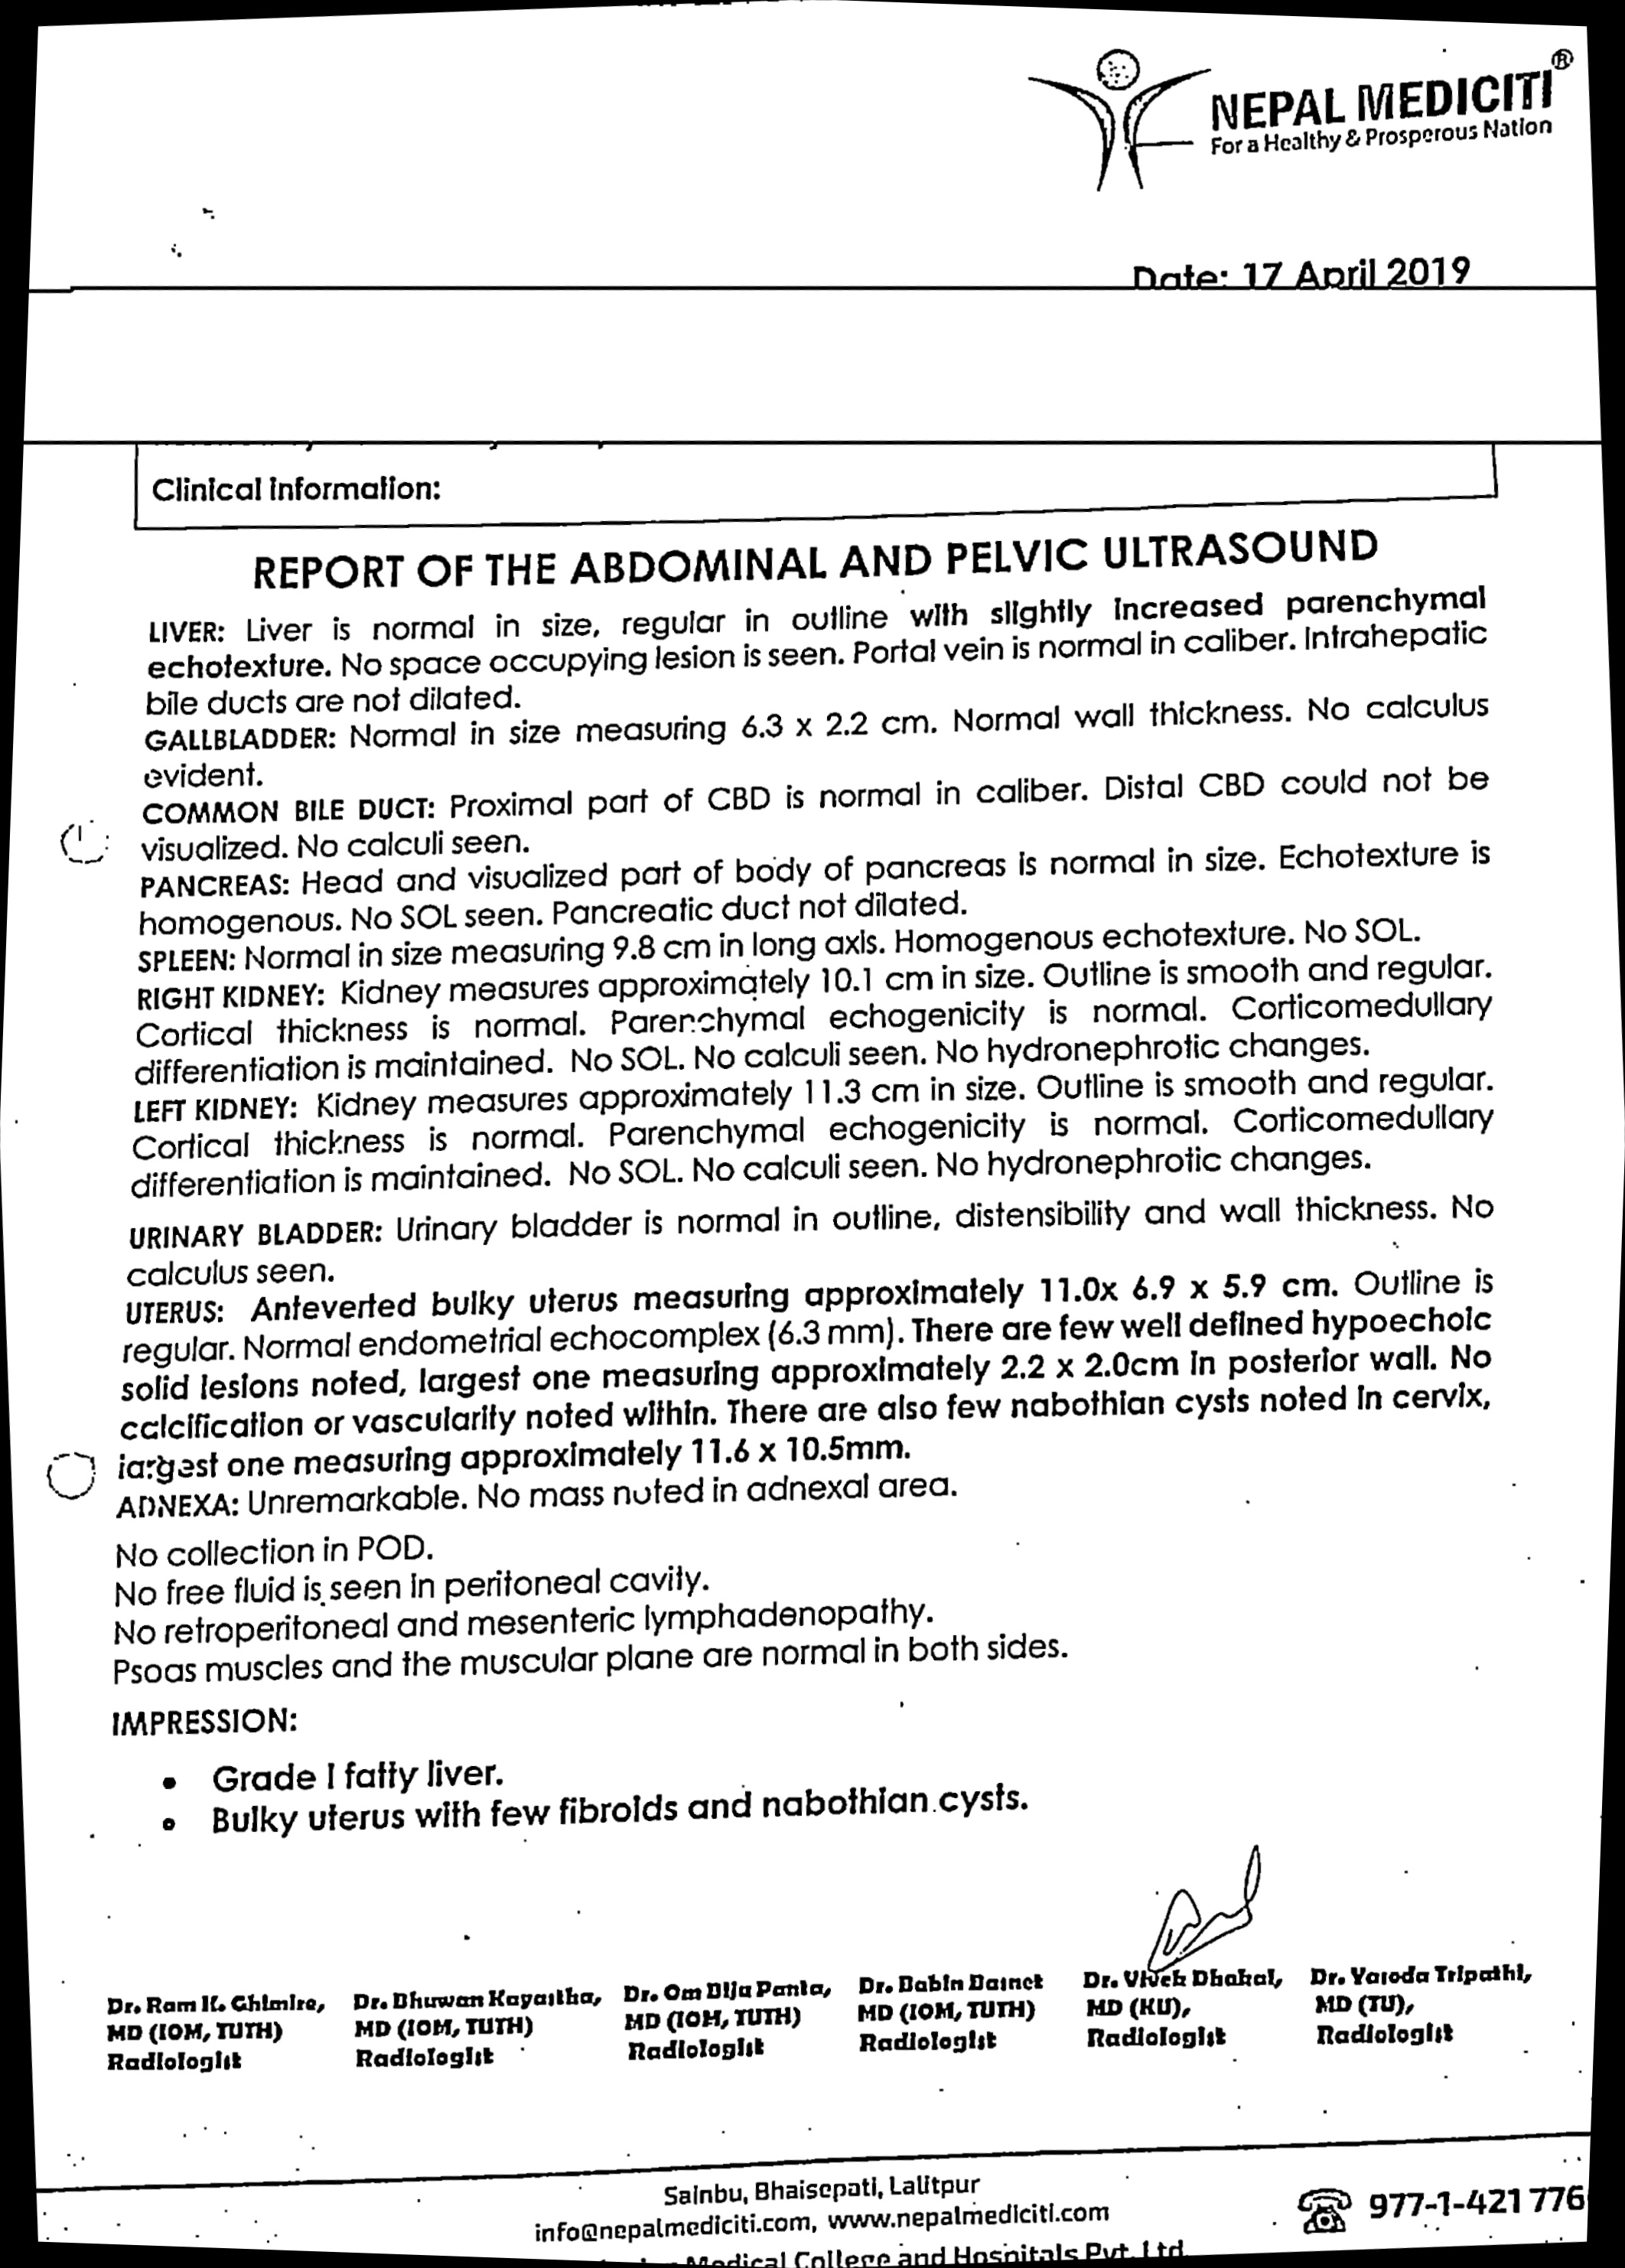 NEPAL MEDICITI®
For a Healthy & Prosperous Nation
Date: 17 April 2019
Clinical Information:
REPORT OF THE ABDOMINAL AND PELVIC ULTRASOUND
LIVER: Liver is normal in size, regular in outline with slightly increased parenchymal
echotexture. No space occupying lesion is seen. Portal vein is normal in caliber. Intrahepatic
bile ducts are not dilated.
GALLBLADDER: Normal in size measuring 6.3 x 2.2 cm. Normal wall thickness. No calculus
evident.
COMMON BILE DUCT: Proximal part of CBD is normal in caliber. Distal CBD could not be
visualized. No calculi seen.
PANCREAS: Head and visualized part of body of pancreas is normal in size. Echotexture is
homogenous. No SOL seen. Pancreatic duct not dilated.
SPLEEN: Normal in size measuring 9.8 cm in long axis. Homogenous echotexture. No SOL.
RIGHT KIDNEY: Kidney measures approximately 10.1 cm in size. Outline is smooth and regular.
Cortical thickness is normal. Parenchymal echogenicity is normal. Corticomedullary
differentiation is maintained. No SOL. No calculi seen. No hydronephrotic changes.
LEFT KIDNEY: Kidney measures approximately 11.3 cm in size. Outline is smooth and regular.
Cortical thickness is normal. Parenchymal echogenicity is normal. Corticomedullary
differentiation is maintained. No SOL. No calculi seen. No hydronephrotic changes.
URINARY BLADDER: Urinary bladder is normal in outline, distensibility and wall thickness. No
calculus seen.
UTERUS: Anteverted bulky uterus measuring approximately 11.0x 6.9 x 5.9 cm. Outline is
regular. Normal endometrial echocomplex (6.3 mm). There are few well defined hypoechoic
solid lesions noted, largest one measuring approximately 2.2 x 2.0cm in posterior wall. No
calcification or vascularity noted within. There are also few nabothian cysts noted in cervix,
largest one measuring approximately 11.6 x 10.5mm.
ADNEXA: Unremarkable. No mass noted in adnexal area.
No collection in POD.
No free fluid is seen in peritoneal cavity.
No retroperitoneal and mesenteric lymphadenopathy.
Psoas muscles and the muscular plane are normal in both sides.
IMPRESSION:
• Grade I fatty liver.
• Bulky uterus with few fibroids and nabothian cysts.
Dr. Ram K. Ghimire, Dr. Bhuwan Kayastha, Dr. Om Bija Panta, Dr. Babin Basnet Dr. Vivek Dhakal, Dr. Yasoda Tripathi,
MD (IOM, TUTH) MD (IOM, TUTH) MD (IOM, TUTH) MD (IOM, TUTH) MD (KU), MD (TU),
Radiologist Radiologist Radiologist Radiologist Radiologist Radiologist
Sainbu, Bhaisepati, Lalitpur
info@nepalmediciti.com, www.nepalmediciti.com
977-1-421 776
Medical College and Hospitals Pvt. Ltd.